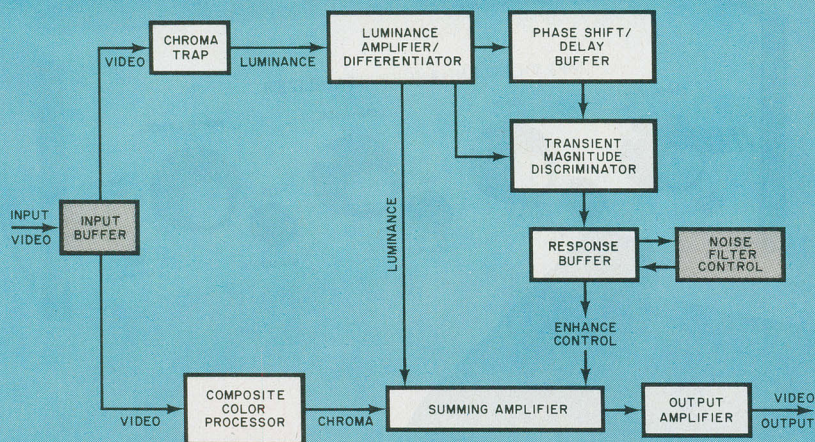 CHROMA
TRAP
VIDEO
LUMINANCE
LUMINANCE
AMPLIFIER/
DIFFERENTIATOR
PHASE SHIFT/
DELAY
BUFFER
TRANSIENT
MAGNITUDE
DISCRIMINATOR
INPUT
VIDEO
INPUT
BUFFER
LUMINANCE
RESPONSE
BUFFER
NOISE
FILTER
CONTROL
ENHANCE
CONTROL
VIDEO
COMPOSITE
COLOR
PROCESSOR
CHROMA
SUMMING AMPLIFIER
OUTPUT
AMPLIFIER
VIDEO
OUTPUT